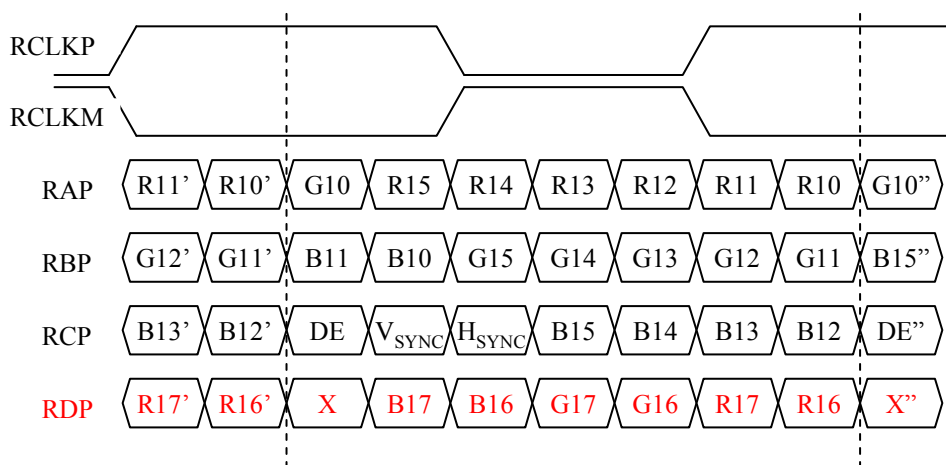 RCLKP
RCLKM
RAP R11’ R10’ G10 R15 R14 R13 R12 R11 R10 G10”
RBP G12’ G11’ B11 B10 G15 G14 G13 G12 G11 B15”
RCP B13’ B12’ DE VSYNC HSYNC B15 B14 B13 B12 DE”
RDP R17’ R16’ X B17 B16 G17 G16 R17 R16 X”